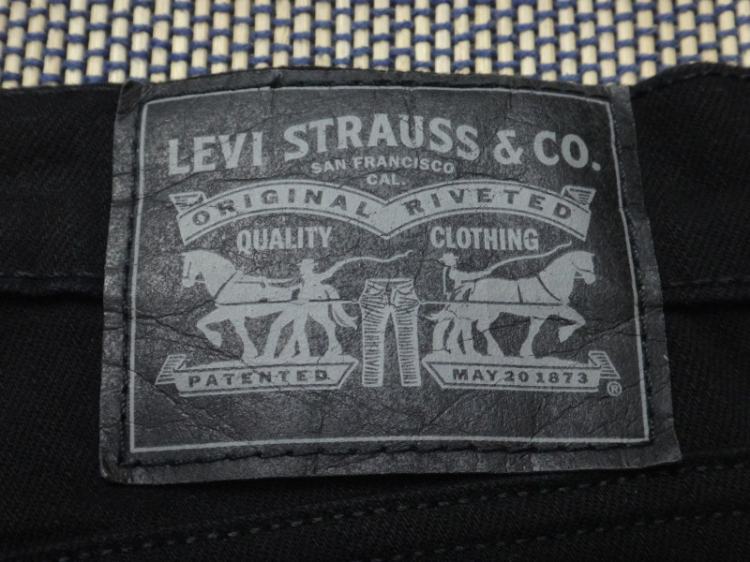 LEVI STRAUSS & CO.
SAN FRANCISCO
CAL.
ORIGINAL RIVETED
QUALITY CLOTHING
PATENTED MAY 20 1873 ®